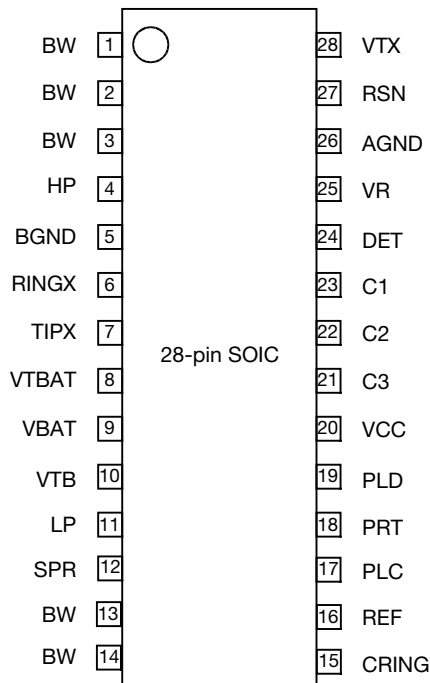 BW 1 28 VTX
BW 2 27 RSN
BW 3 26 AGND
HP 4 25 VR
BGND 5 24 DET
RINGX 6 23 C1
TIPX 7 22 C2
28-pin SOIC
VTBAT 8 21 C3
VBAT 9 20 VCC
VTB 10 19 PLD
LP 11 18 PRT
SPR 12 17 PLC
BW 13 16 REF
BW 14 15 CRING